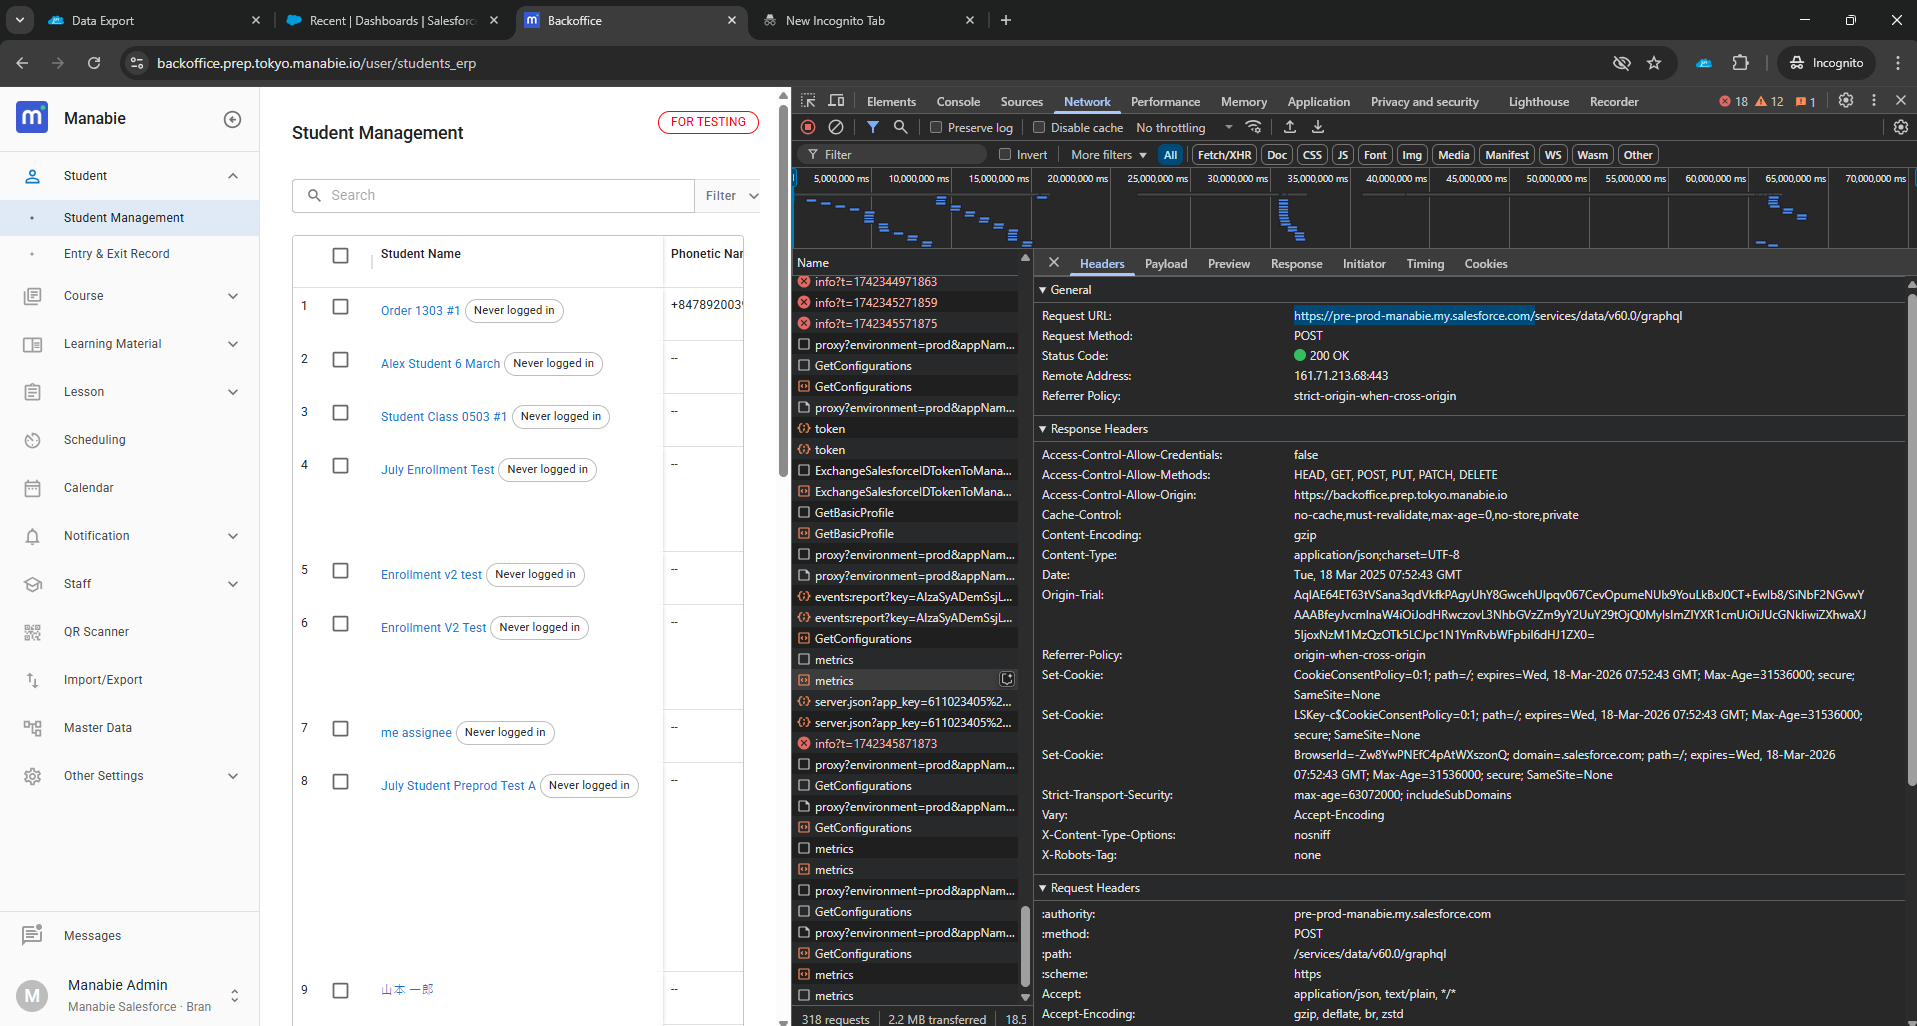 Data Export
Recent | Dashboards | Salesforce
Backoffice
New Incognito Tab
backoffice.prep.tokyo.manabie.io/user/students_erp
Incognito
Manabie
Student
Student Management
Entry & Exit Record
Course
Learning Material
Lesson
Scheduling
Calendar
Notification
Staff
QR Scanner
Import/Export
Master Data
Other Settings
Messages
M
Manabie Admin
Manabie Salesforce · Bran
Student Management
FOR TESTING
Search
Filter
Student Name
Phonetic Nar
1
Order 1303 #1
Never logged in
+8478920039
2
Alex Student 6 March
Never logged in
--
3
Student Class 0503 #1
Never logged in
--
4
July Enrollment Test
Never logged in
--
5
Enrollment v2 test
Never logged in
--
6
Enrollment V2 Test
Never logged in
--
7
me assignee
Never logged in
--
8
July Student Preprod Test A
Never logged in
--
9
山本 一郎
--
Elements
Console
Sources
Network
Performance
Memory
Application
Privacy and security
Lighthouse
Recorder
18
12
1
Preserve log
Disable cache
No throttling
Filter
Invert
More filters
All
Fetch/XHR
Doc
CSS
JS
Font
Img
Media
Manifest
WS
Wasm
Other
5,000,000 ms
10,000,000 ms
15,000,000 ms
20,000,000 ms
25,000,000 ms
30,000,000 ms
35,000,000 ms
40,000,000 ms
45,000,000 ms
50,000,000 ms
55,000,000 ms
60,000,000 ms
65,000,000 ms
70,000,000 ms
Name
info?t=1742344971863
info?t=1742345271859
info?t=1742345571875
proxy?environment=prod&appNam...
GetConfigurations
GetConfigurations
proxy?environment=prod&appNam...
token
token
ExchangeSalesforceIDTokenToMana...
ExchangeSalesforceIDTokenToMana...
GetBasicProfile
GetBasicProfile
proxy?environment=prod&appNam...
proxy?environment=prod&appNam...
events:report?key=AIzaSyADemSsjL...
events:report?key=AIzaSyADemSsjL...
GetConfigurations
metrics
metrics
server.json?app_key=611023405%2...
server.json?app_key=611023405%2...
info?t=1742345871873
proxy?environment=prod&appNam...
GetConfigurations
proxy?environment=prod&appNam...
GetConfigurations
metrics
metrics
proxy?environment=prod&appNam...
GetConfigurations
proxy?environment=prod&appNam...
GetConfigurations
metrics
metrics
318 requests
2.2 MB transferred
18.5
Headers
Payload
Preview
Response
Initiator
Timing
Cookies
General
Request URL: https://pre-prod-manabie.my.salesforce.com/services/data/v60.0/graphql
Request Method: POST
Status Code: 200 OK
Remote Address: 161.71.213.68:443
Referrer Policy: strict-origin-when-cross-origin
Response Headers
Access-Control-Allow-Credentials: false
Access-Control-Allow-Methods: HEAD, GET, POST, PUT, PATCH, DELETE
Access-Control-Allow-Origin: https://backoffice.prep.tokyo.manabie.io
Cache-Control: no-cache,must-revalidate,max-age=0,no-store,private
Content-Encoding: gzip
Content-Type: application/json;charset=UTF-8
Date: Tue, 18 Mar 2025 07:52:43 GMT
Origin-Trial:
Referrer-Policy: origin-when-cross-origin
Set-Cookie: CookieConsentPolicy=0:1; path=/; expires=Wed, 18-Mar-2026 07:52:43 GMT; Max-Age=31536000; secure;
SameSite=None
Set-Cookie: LSKey-c$CookieConsentPolicy=0:1; path=/; expires=Wed, 18-Mar-2026 07:52:43 GMT; Max-Age=31536000;
secure; SameSite=None
Set-Cookie: BrowserId=-Zw8YwPNEfC4pAtWXszonQ; domain=.salesforce.com; path=/; expires=Wed, 18-Mar-2026
07:52:43 GMT; Max-Age=31536000; secure; SameSite=None
Strict-Transport-Security: max-age=63072000; includeSubDomains
Vary: Accept-Encoding
X-Content-Type-Options: nosniff
X-Robots-Tag: none
Request Headers
:authority: pre-prod-manabie.my.salesforce.com
:method: POST
:path: /services/data/v60.0/graphql
:scheme: https
Accept: application/json, text/plain, */*
Accept-Encoding: gzip, deflate, br, zstd